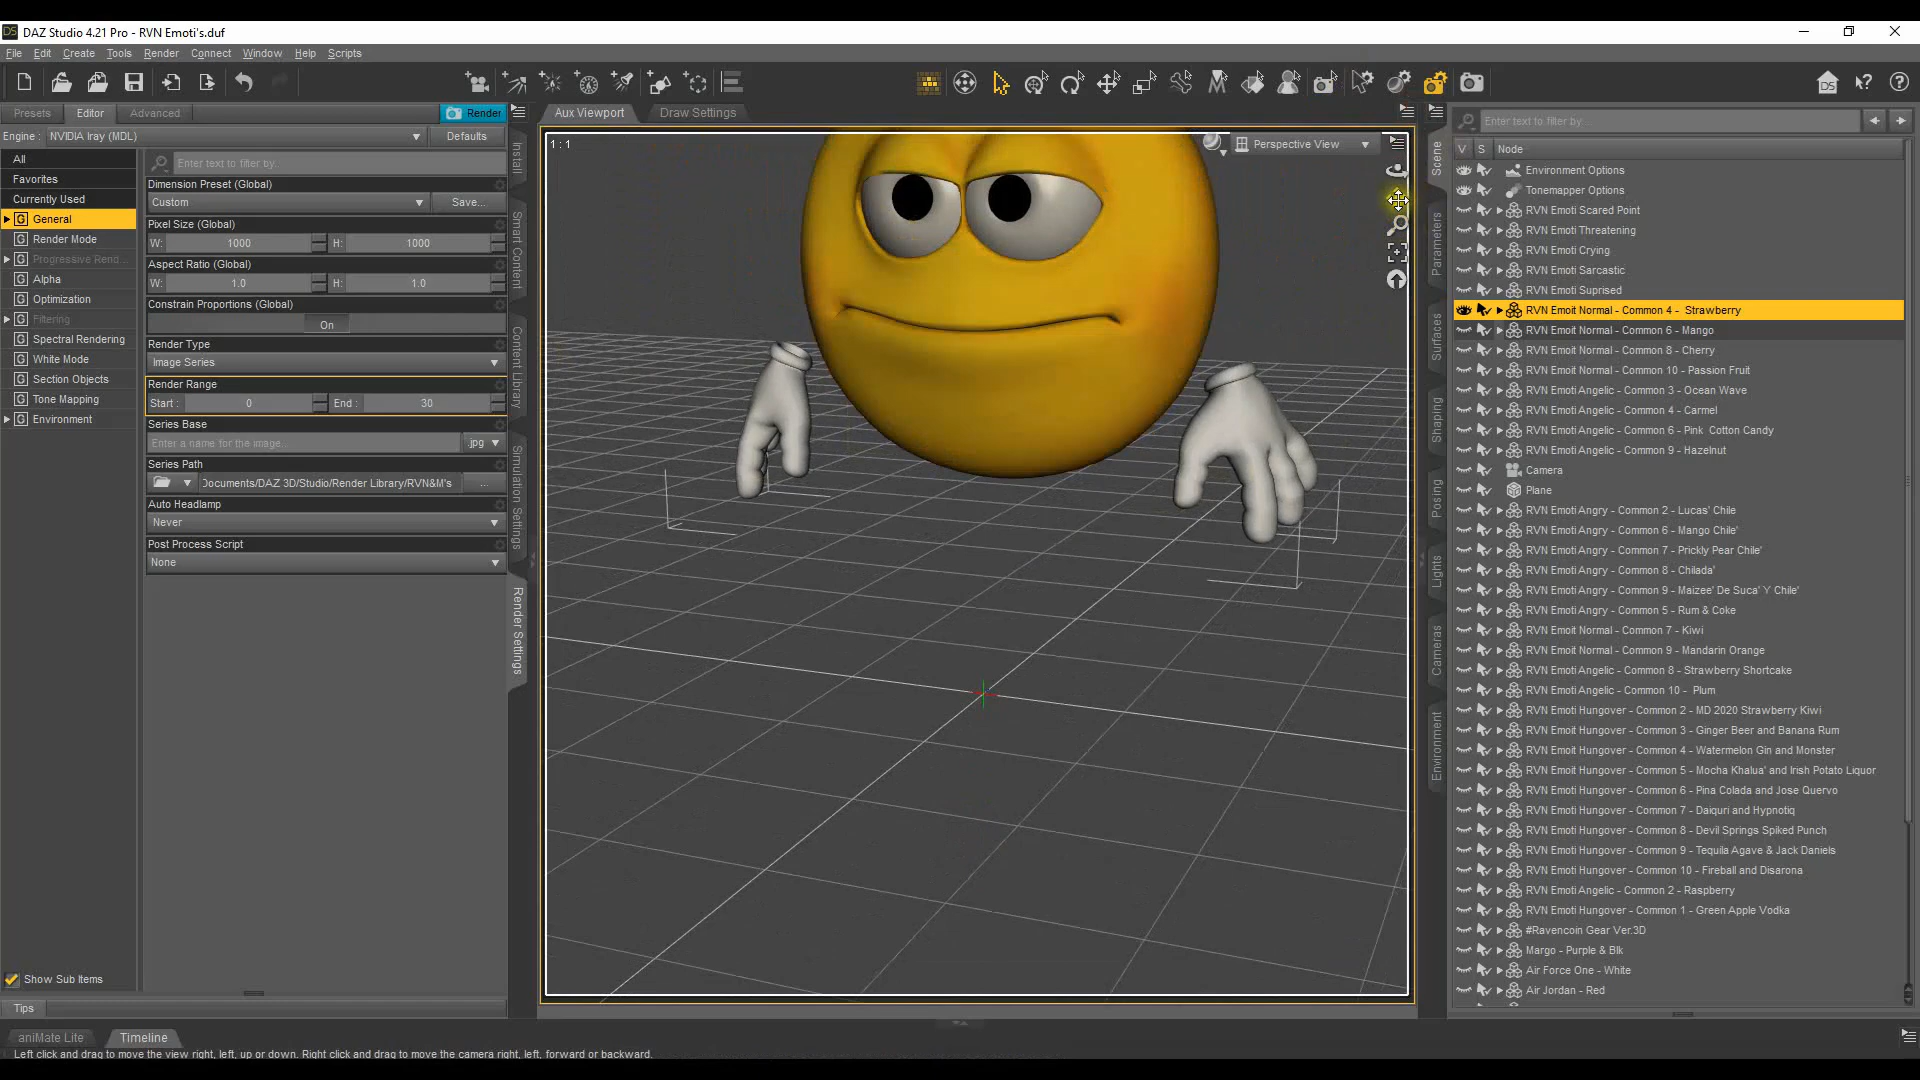 DAZ Studio 4.21 Pro - RVN Emoti's.duf
File Edit Create Tools Render Connect Window Help Scripts
Presets Editor Advanced Render
Engine : NVIDIA Iray (MDL) Defaults
All
Favorites
Currently Used
General
Render Mode
Progressive Rend...
Alpha
Optimization
Filtering
Spectral Rendering
White Mode
Section Objects
Tone Mapping
Environment
Show Sub Items
Tips
Enter text to filter by...
Dimension Preset (Global)
Custom Save...
Pixel Size (Global)
W: 1000 H: 1000
Aspect Ratio (Global)
W: 1.0 H: 1.0
Constrain Proportions (Global)
On
Render Type
Image Series
Render Range
Start : 0 End : 30
Series Base
Enter a name for the image... .jpg
Series Path
Documents/DAZ 3D/Studio/Render Library/RVN&M's ...
Auto Headlamp
Never
Post Process Script
None
Install
Smart Content
Content Library
Simulation Settings
Render Settings
Aux Viewport Draw Settings
1 : 1
Perspective View
Scene
Parameters
Surfaces
Shaping
Posing
Lights
Cameras
Environment
Enter text to filter by...
V S Node
Environment Options
Tonemapper Options
RVN Emoti Scared Point
RVN Emoti Threatening
RVN Emoti Crying
RVN Emoti Sarcastic
RVN Emoti Suprised
RVN Emoit Normal - Common 4 - Strawberry
RVN Emoit Normal - Common 6 - Mango
RVN Emoit Normal - Common 8 - Cherry
RVN Emoit Normal - Common 10 - Passion Fruit
RVN Emoti Angelic - Common 3 - Ocean Wave
RVN Emoti Angelic - Common 4 - Carmel
RVN Emoti Angelic - Common 6 - Pink Cotton Candy
RVN Emoti Angelic - Common 9 - Hazelnut
Camera
Plane
RVN Emoti Angry - Common 2 - Lucas' Chile
RVN Emoti Angry - Common 6 - Mango Chile'
RVN Emoti Angry - Common 7 - Prickly Pear Chile'
RVN Emoti Angry - Common 8 - Chilada'
RVN Emoti Angry - Common 9 - Maizee' De Suca' Y Chile'
RVN Emoti Angry - Common 5 - Rum & Coke
RVN Emoit Normal - Common 7 - Kiwi
RVN Emoit Normal - Common 9 - Mandarin Orange
RVN Emoti Angelic - Common 8 - Strawberry Shortcake
RVN Emoti Angelic - Common 10 - Plum
RVN Emoit Hungover - Common 2 - MD 2020 Strawberry Kiwi
RVN Emoit Hungover - Common 3 - Ginger Beer and Banana Rum
RVN Emoit Hungover - Common 4 - Watermelon Gin and Monster
RVN Emoit Hungover - Common 5 - Mocha Khalua' and Irish Potato Liquor
RVN Emoti Hungover - Common 6 - Pina Colada and Jose Quervo
RVN Emoti Hungover - Common 7 - Daiquri and Hypnotiq
RVN Emoti Hungover - Common 8 - Devil Springs Spiked Punch
RVN Emoti Hungover - Common 9 - Tequila Agave & Jack Daniels
RVN Emoti Hungover - Common 10 - Fireball and Disarona
RVN Emoti Angelic - Common 2 - Raspberry
RVN Emoti Hungover - Common 1 - Green Apple Vodka
#Ravencoin Gear Ver.3D
Margo - Purple & Blk
Air Force One - White
Air Jordan - Red
aniMate Lite Timeline
Left click and drag to move the view right, left, up or down. Right click and drag to move the camera right, left, forward or backward.